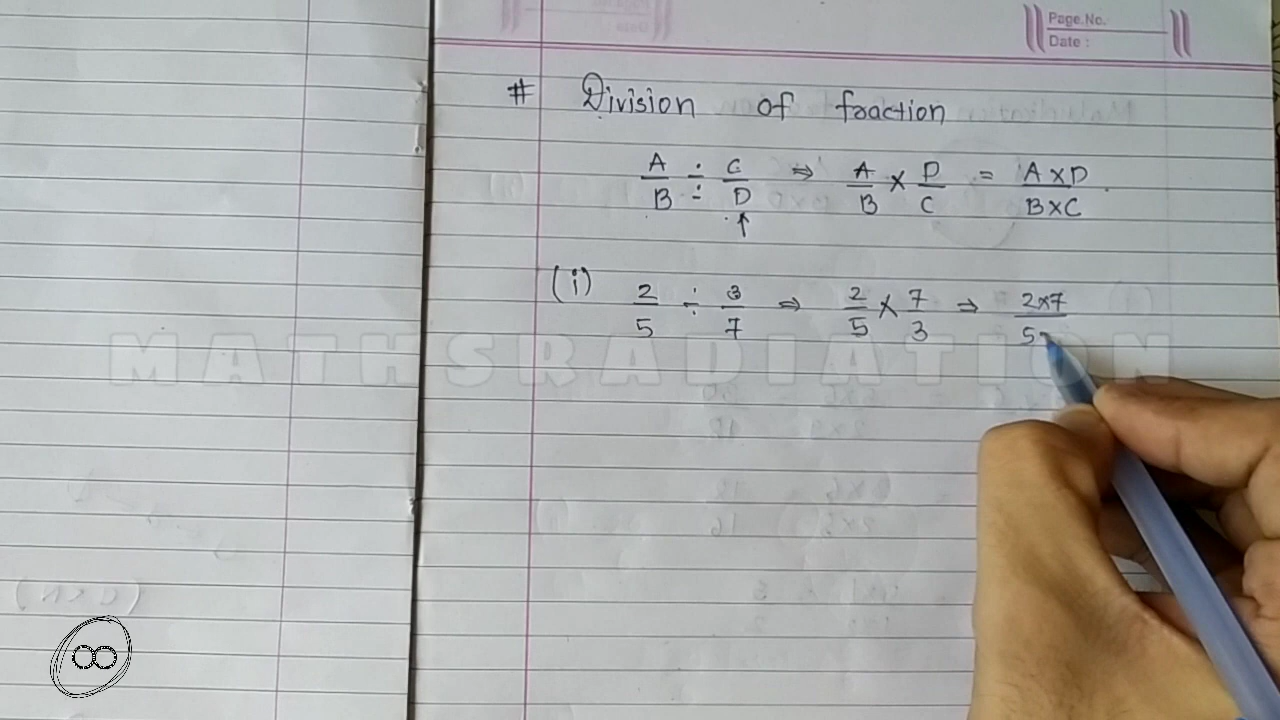 Page.No.
Date :
# Division of fraction
A/B ÷ C/D ⇒ A/B × D/C = A×D/B×C .
(i) 2/5 ÷ 3/7 ⇒ 2/5 × 7/3 ⇒ 2×7/5
MATHSRADIATION